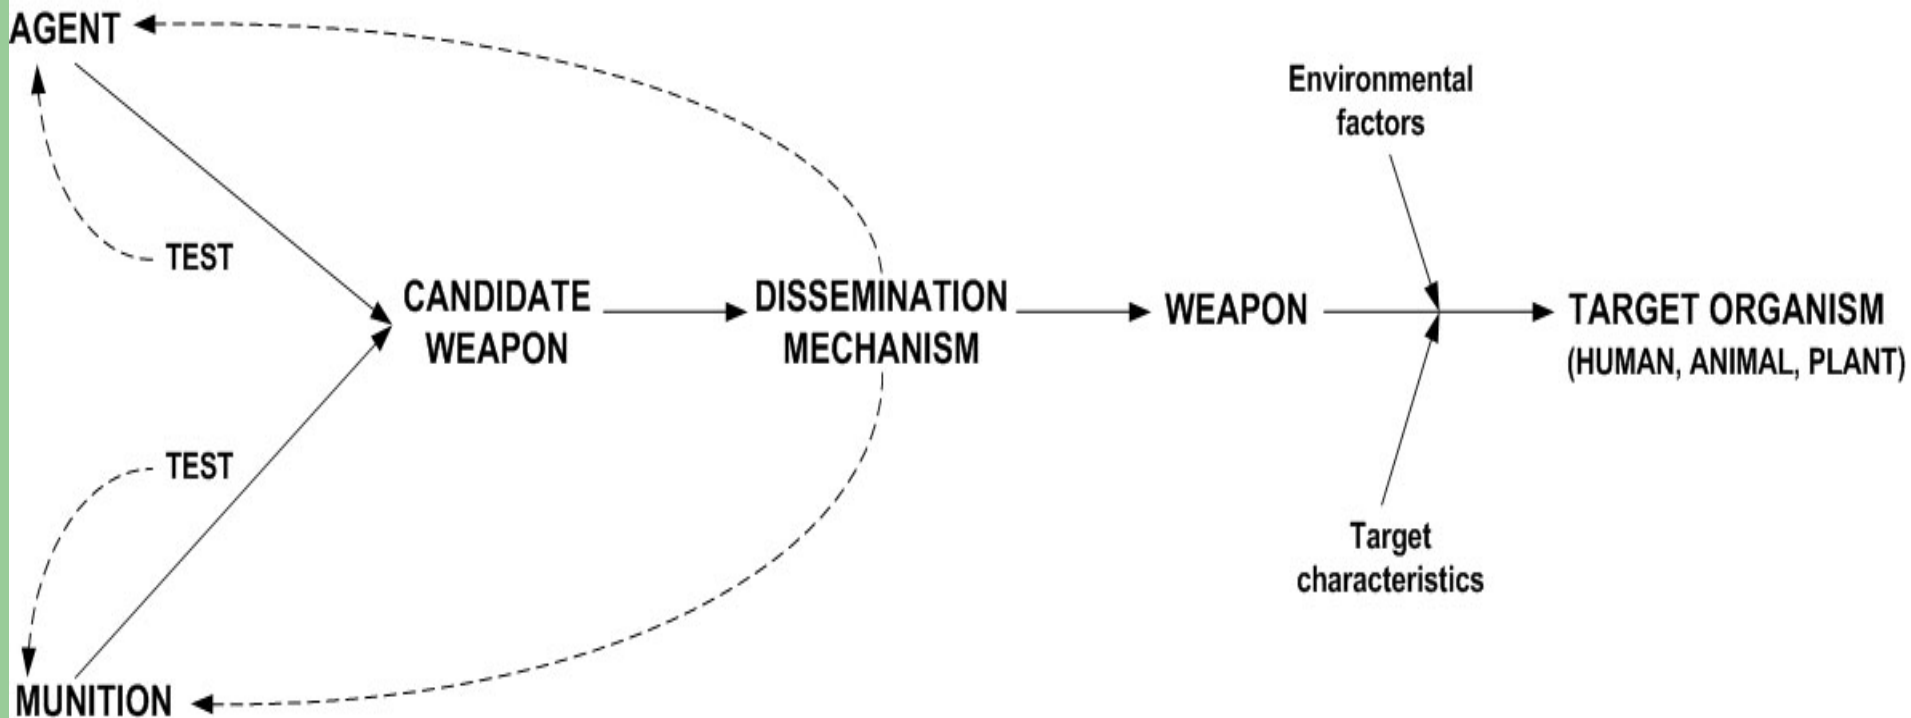 AGENT
Environmental
factors
TEST
CANDIDATE
WEAPON
DISSEMINATION
MECHANISM
WEAPON
TARGET ORGANISM
(HUMAN, ANIMAL, PLANT)
TEST
Target
characteristics
MUNITION